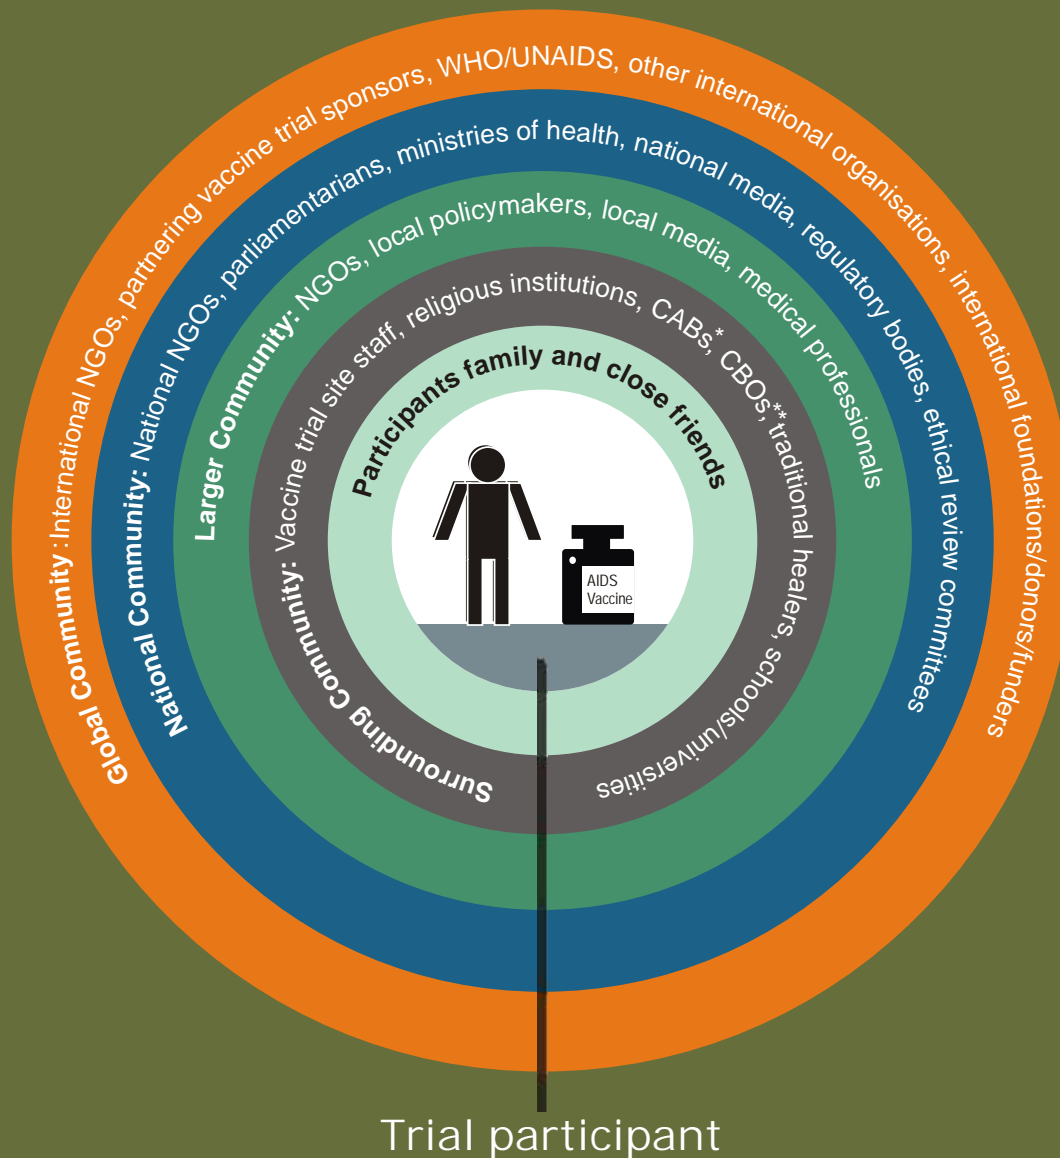 Global Community: International NGOs, partnering vaccine trial sponsors, WHO/UNAIDS, other international organisations, international foundations/donors/funders
National Community: National NGOs, parliamentarians, ministries of health, national media, regulatory bodies, ethical review committees
Larger Community: NGOs, local policymakers, local media, medical professionals
Surrounding Community: Vaccine trial site staff, religious institutions, CABs,* CBOs,** traditional healers, schools/universities
Participants family and close friends
AIDS
Vaccine
Trial participant